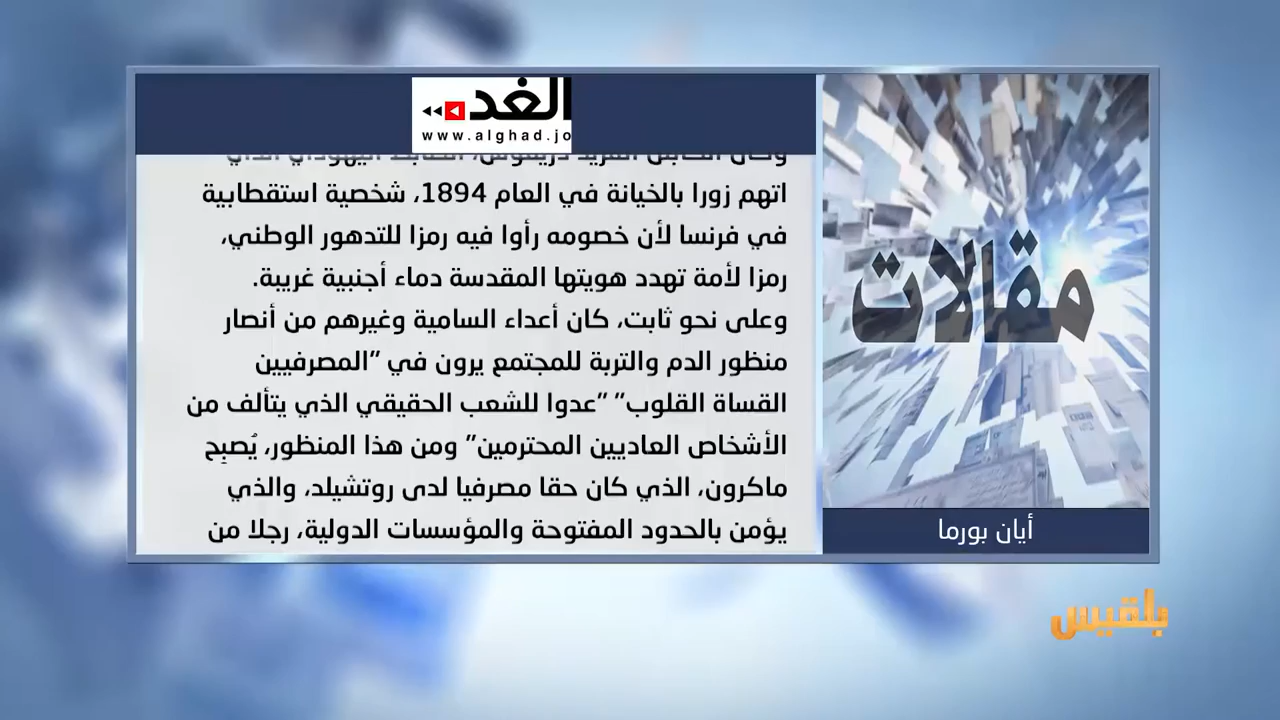 الغد
www.alghad.jo
اتهم زورا بالخيانة في العام 1894، شخصية استقطابية
في فرنسا لأن خصومه رأوا فيه رمزا للتدهور الوطني،
رمزا لأمة تهدد هويتها المقدسة دماء أجنبية غريبة.
وعلى نحو ثابت، كان أعداء السامية وغيرهم من أنصار
منظور الدم والتربة للمجتمع يرون في "المصرفيين
القساة القلوب" "عدوا للشعب الحقيقي الذي يتألف من
الأشخاص العاديين المحترمين" ومن هذا المنظور، يُصبِح
ماكرون، الذي كان حقا مصرفيا لدى روتشيلد، والذي
يؤمن بالحدود المفتوحة والمؤسسات الدولية، رجلا من
مقالات
أيان بورما
بلقيس